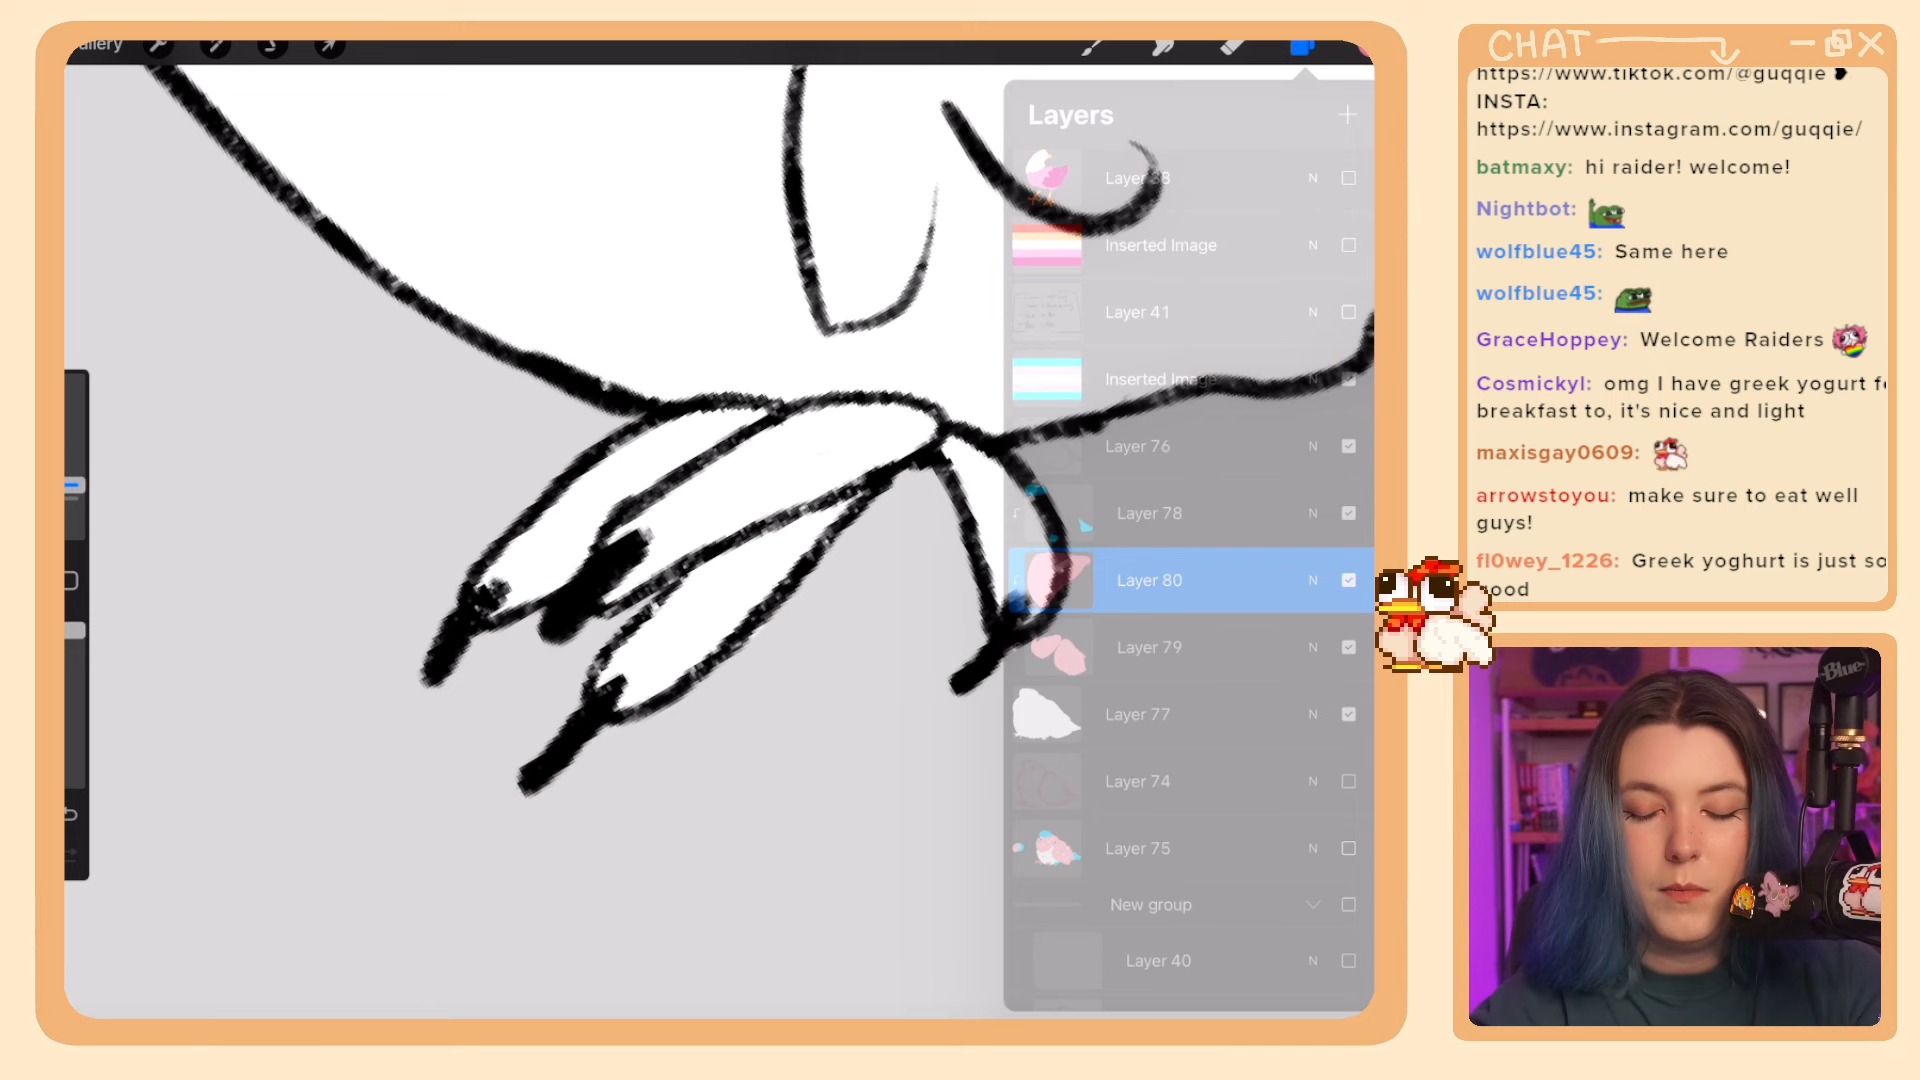 allery
CHAT
Layers
Layer 38 N
Inserted Image N
Layer 41 N
Inserted Image N
Layer 76 N
Layer 78 N
Layer 80 N
Layer 79 N
Layer 77 N
Layer 74 N
Layer 75 N
New group
Layer 40 N
https://www.tiktok.com/@guqqie
INSTA:
https://www.instagram.com/guqqie/
batmaxy: hi raider! welcome!
Nightbot:
wolfblue45: Same here
wolfblue45:
GraceHoppey: Welcome Raiders
Cosmickyl: omg I have greek yogurt f
breakfast to, it's nice and light
maxisgay0609:
arrowstoyou: make sure to eat well
guys!
fl0wey_1226: Greek yoghurt is just so
ood
Blue